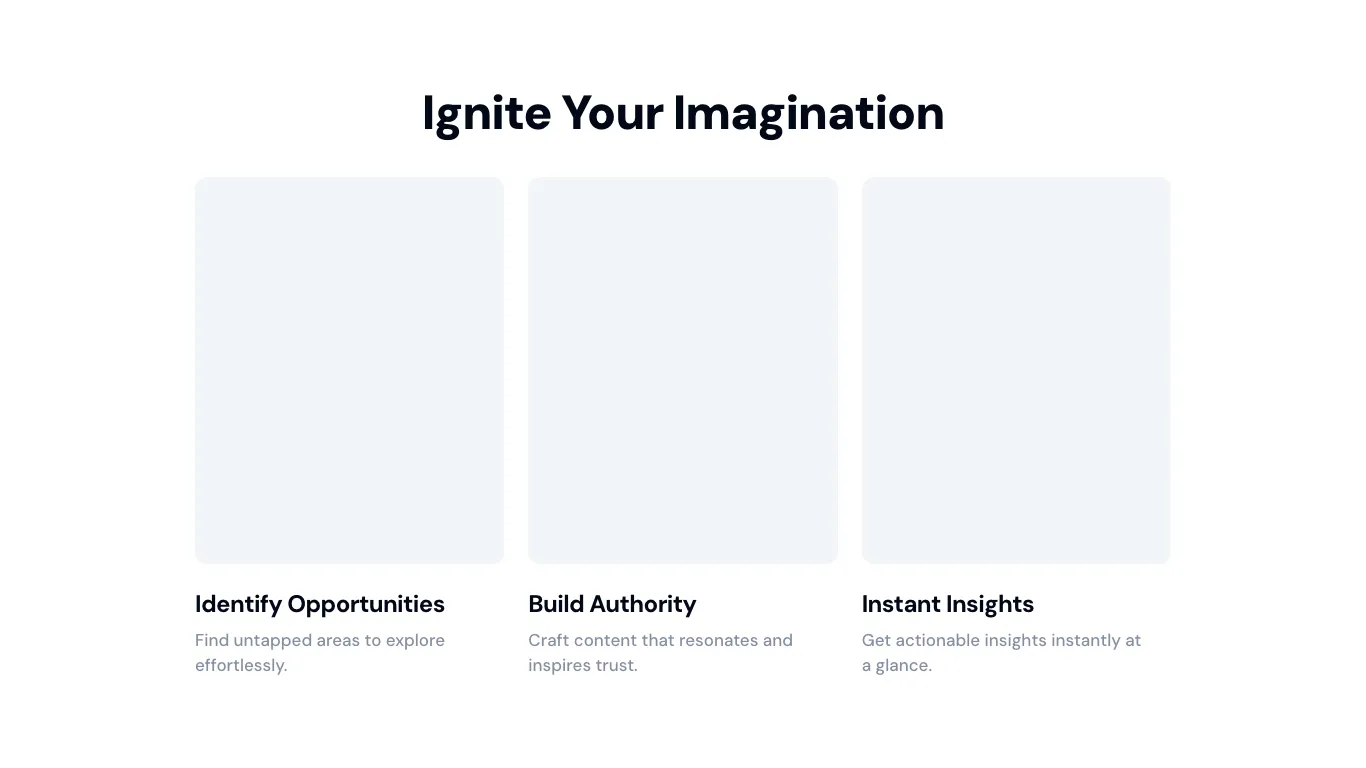 Ignite Your Imagination
Identify Opportunities
Find untapped areas to explore
effortlessly.
Build Authority
Craft content that resonates and
inspires trust.
Instant Insights
Get actionable insights instantly at
a glance.